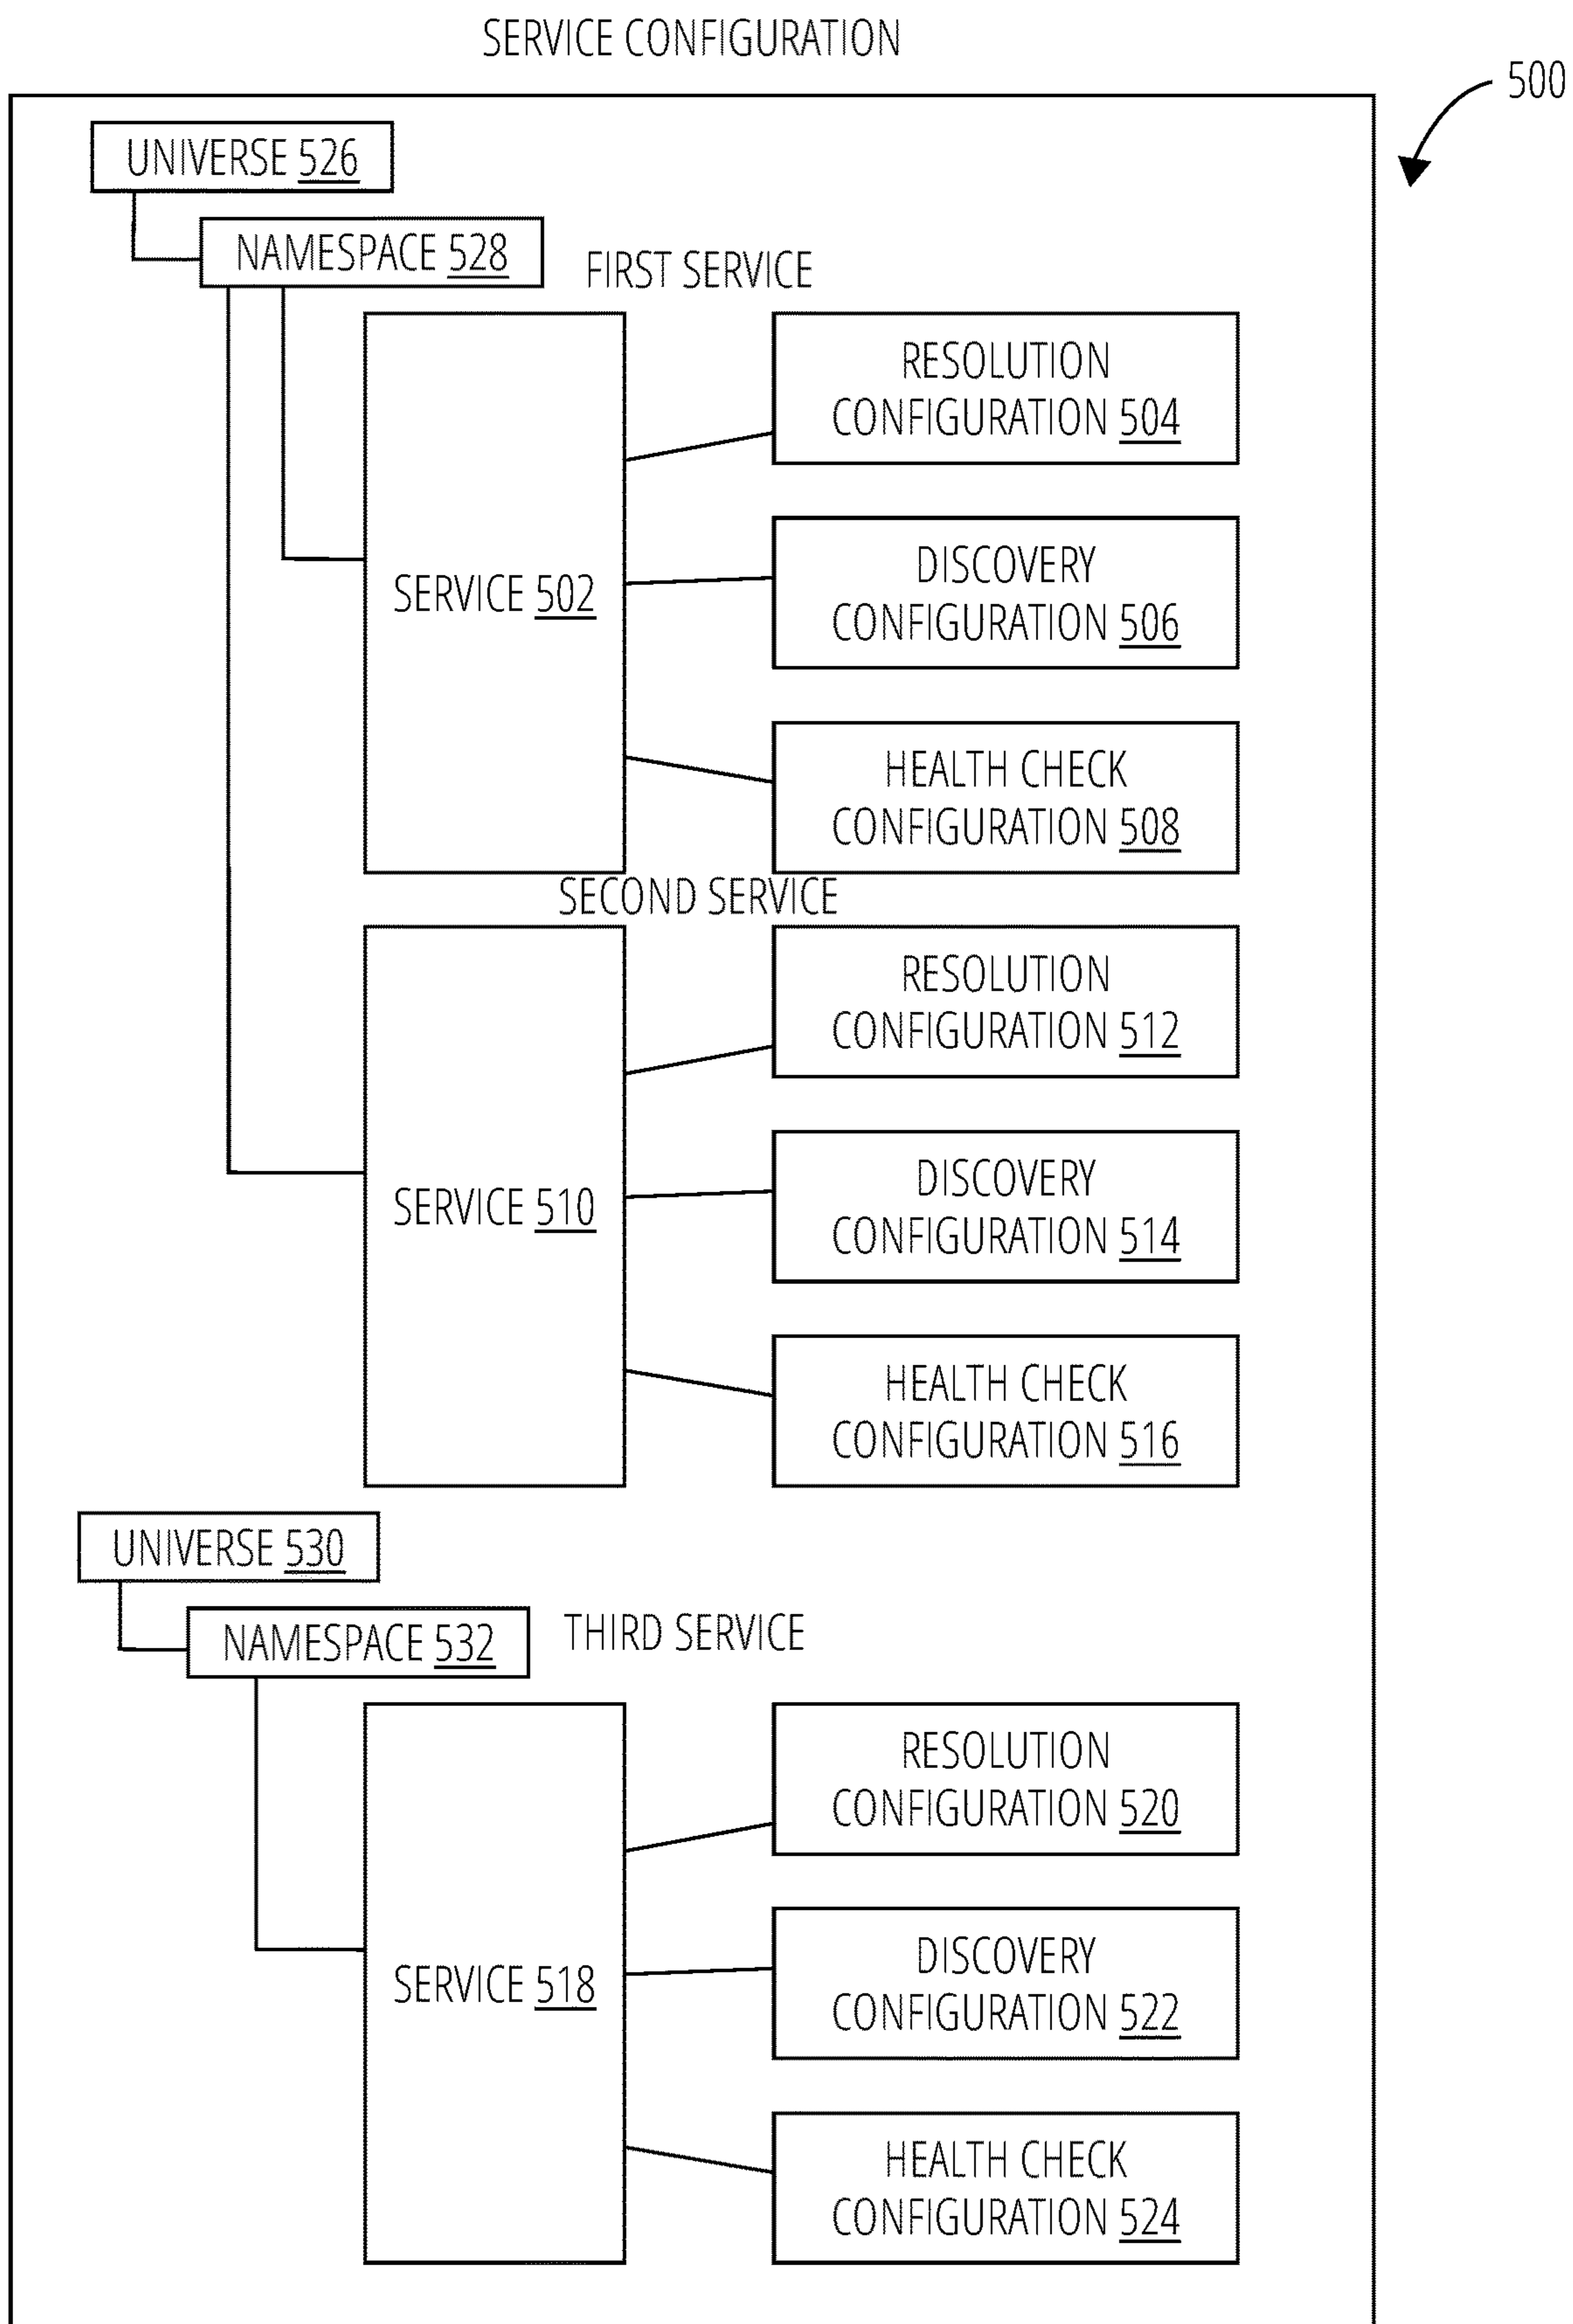 SERVICE CONFIGURATION
500
UNIVERSE 526
NAMESPACE 528
FIRST SERVICE
RESOLUTION
CONFIGURATION 504
DISCOVERY
CONFIGURATION 506
SERVICE 502
HEALTH CHECK
CONFIGURATION 508
SECOND SERVICE
RESOLUTION
CONFIGURATION 512
DISCOVERY
CONFIGURATION 514
SERVICE 510
HEALTH CHECK
CONFIGURATION 516
UNIVERSE 530
NAMESPACE 532
THIRD SERVICE
RESOLUTION
CONFIGURATION 520
DISCOVERY
CONFIGURATION 522
SERVICE 518
HEALTH CHECK
CONFIGURATION 524